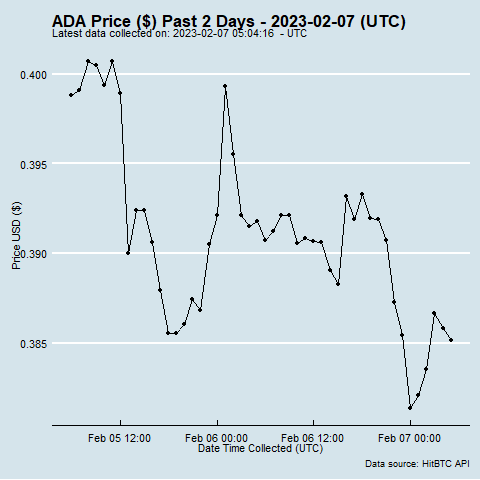 ADA Price ($) Past 2 Days - 2023-02-07 (UTC)
Latest data collected on: 2023-02-07 05:04:16 - UTC
0.400
0.395
0.390
0.385
Price USD ($)
Feb 05 12:00 Feb 06 00:00 Feb 06 12:00 Feb 07 00:00
Date Time Collected (UTC)
Data source: HitBTC API